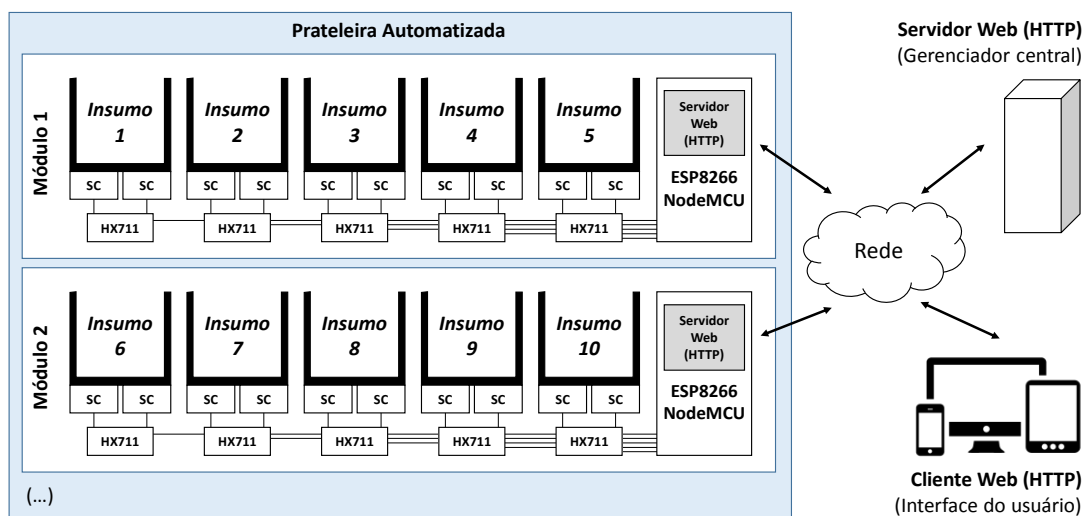 Prateleira Automatizada
Módulo 1
Insumo
1
Insumo
2
Insumo
3
Insumo
4
Insumo
5
SC SC SC SC SC SC SC SC SC SC
HX711 HX711 HX711 HX711 HX711
Servidor
Web
(HTTP)
ESP8266
NodeMCU
Módulo 2
Insumo
6
Insumo
7
Insumo
8
Insumo
9
Insumo
10
SC SC SC SC SC SC SC SC SC SC
HX711 HX711 HX711 HX711 HX711
Servidor
Web
(HTTP)
ESP8266
NodeMCU
(...)
Servidor Web (HTTP)
(Gerenciador central)
Rede
Cliente Web (HTTP)
(Interface do usuário)